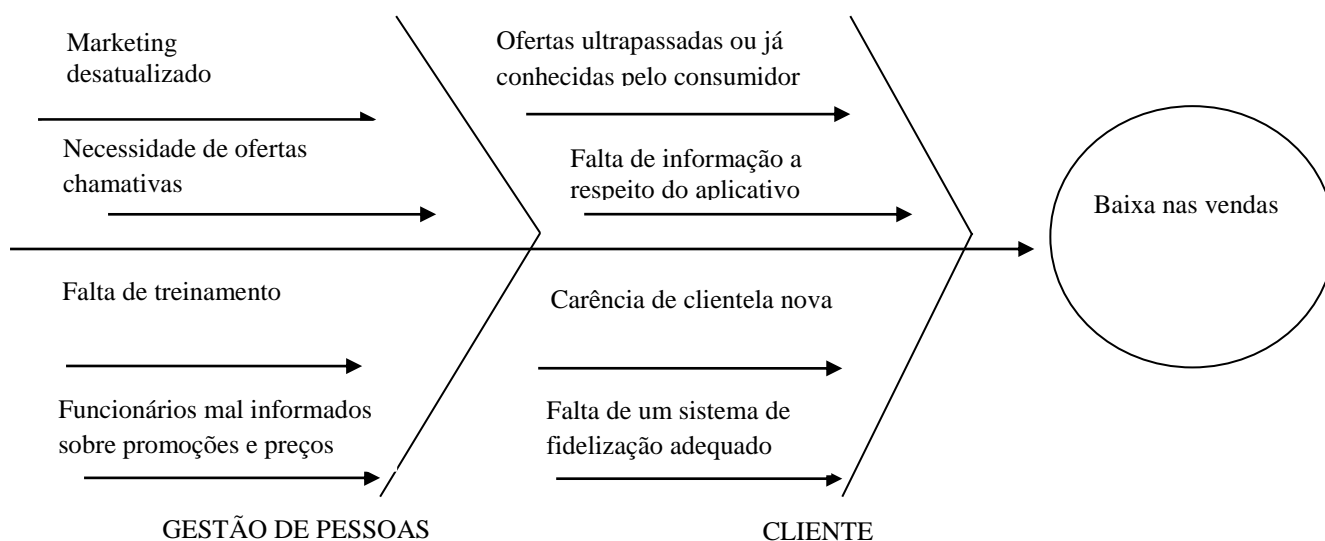 Marketing
desatualizado
Necessidade de ofertas
chamativas
Ofertas ultrapassadas ou já
conhecidas pelo consumidor
Falta de informação a
respeito do aplicativo
Baixa nas vendas
Falta de treinamento
Funcionários mal informados
sobre promoções e preços
Carência de clientela nova
Falta de um sistema de
fidelização adequado
GESTÃO DE PESSOAS
CLIENTE